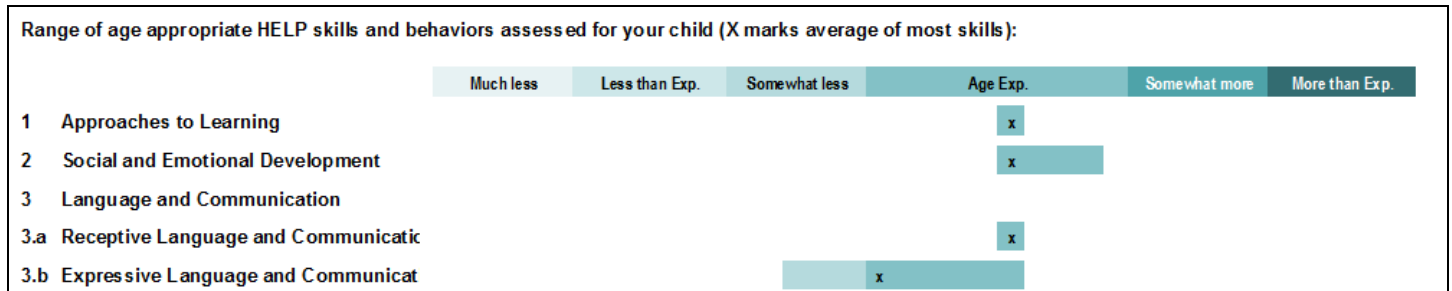 Range of age appropriate HELP skills and behaviors assessed for your child (X marks average of most skills):
Much less Less than Exp. Somewhat less Age Exp. Somewhat more More than Exp.
1 Approaches to Learning x
2 Social and Emotional Development x
3 Language and Communication
3.a Receptive Language and Communicatic x
3.b Expressive Language and Communicat x